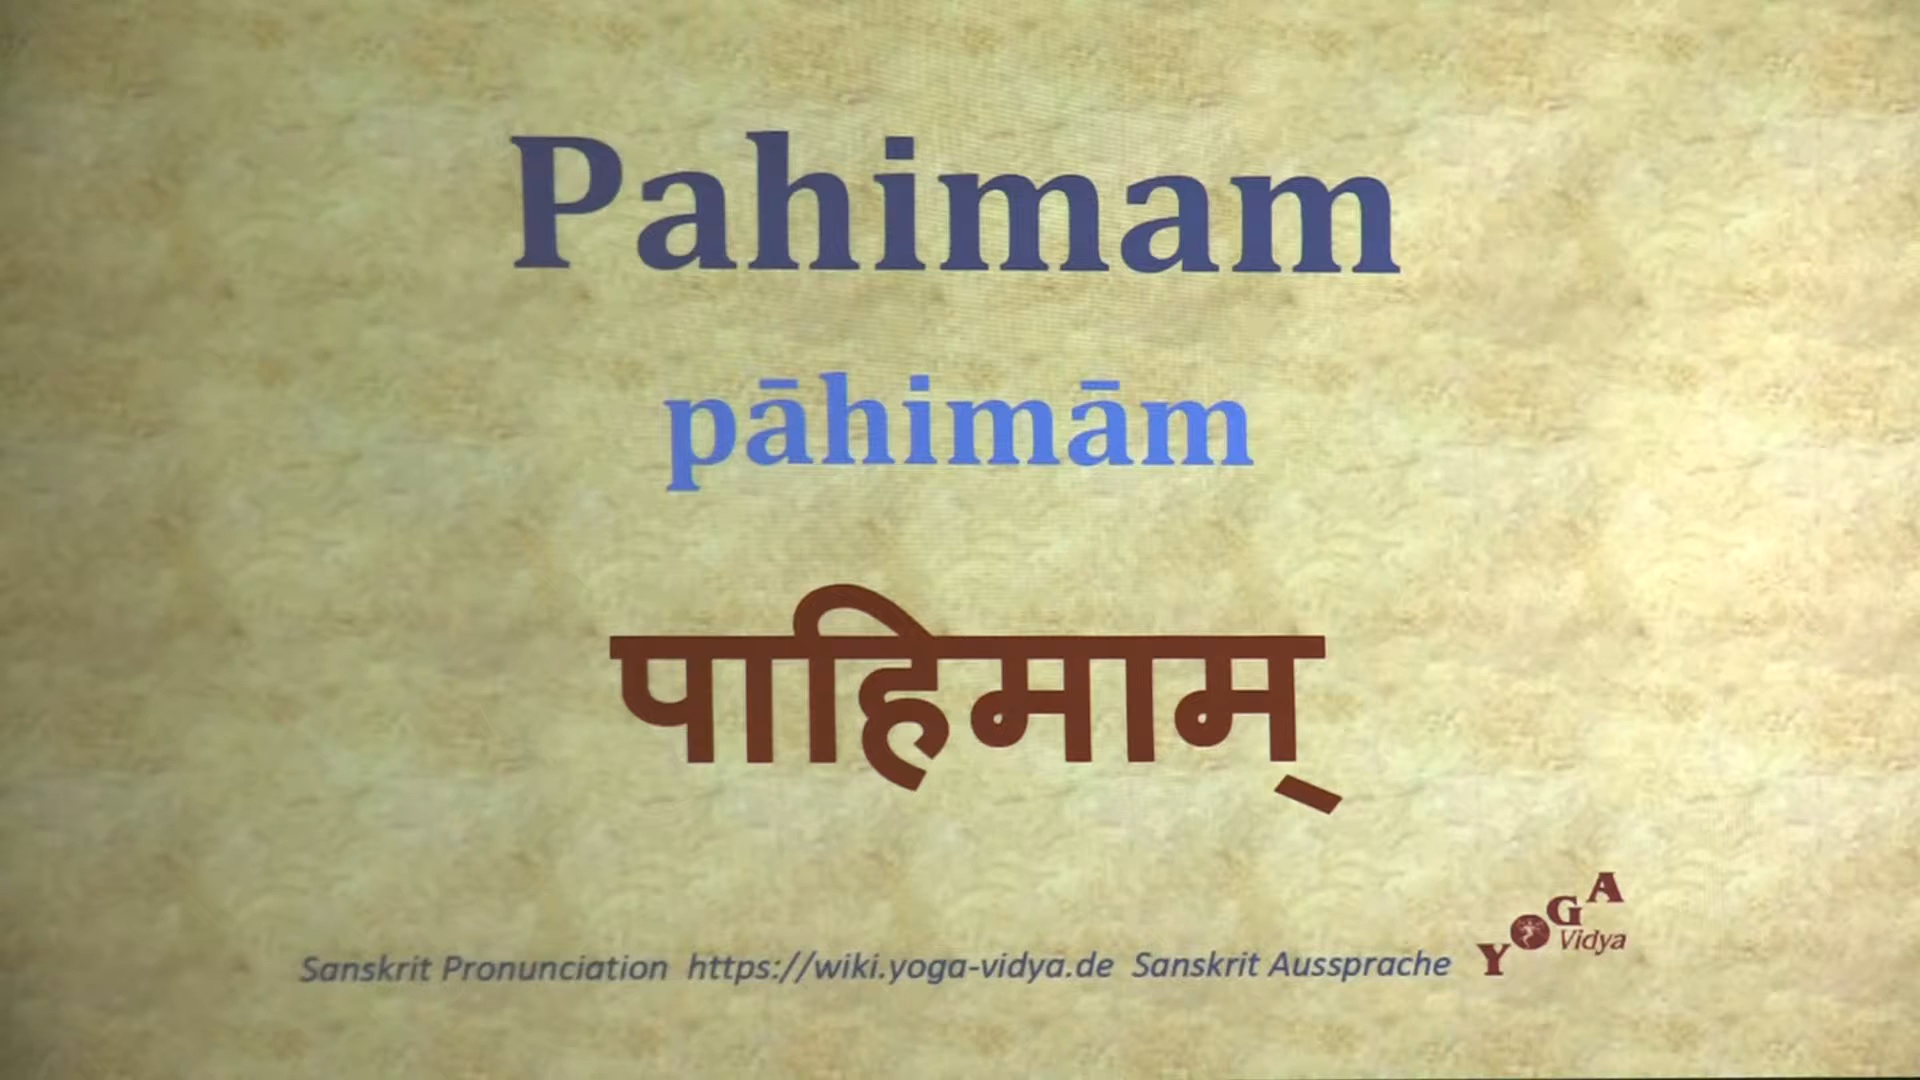 Pahimam
pāhimām
पाहिमाम्
Sanskrit Pronunciation https://wiki.yoga-vidya.de Sanskrit Aussprache
YOGA
Vidya